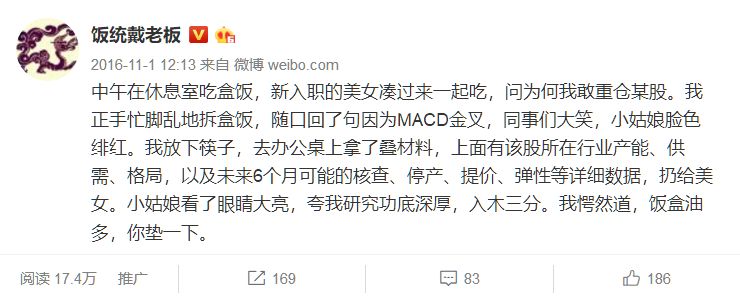 饭统戴老板
2016-11-1 12:13 来自 微博 weibo.com
中午在休息室吃盒饭，新入职的美女凑过来一起吃，问为何我敢重仓某股。我
正手忙脚乱地拆盒饭，随口回了句因为MACD金叉，同事们大笑，小姑娘脸色
绯红。我放下筷子，去办公桌上拿了叠材料，上面有该股所在行业产能、供
需、格局，以及未来6个月可能的核查、停产、提价、弹性等详细数据，扔给美
女。小姑娘看了眼睛大亮，夸我研究功底深厚，入木三分。我愕然道，饭盒油
多，你垫一下。
阅读 17.4万 推广 169 83 186